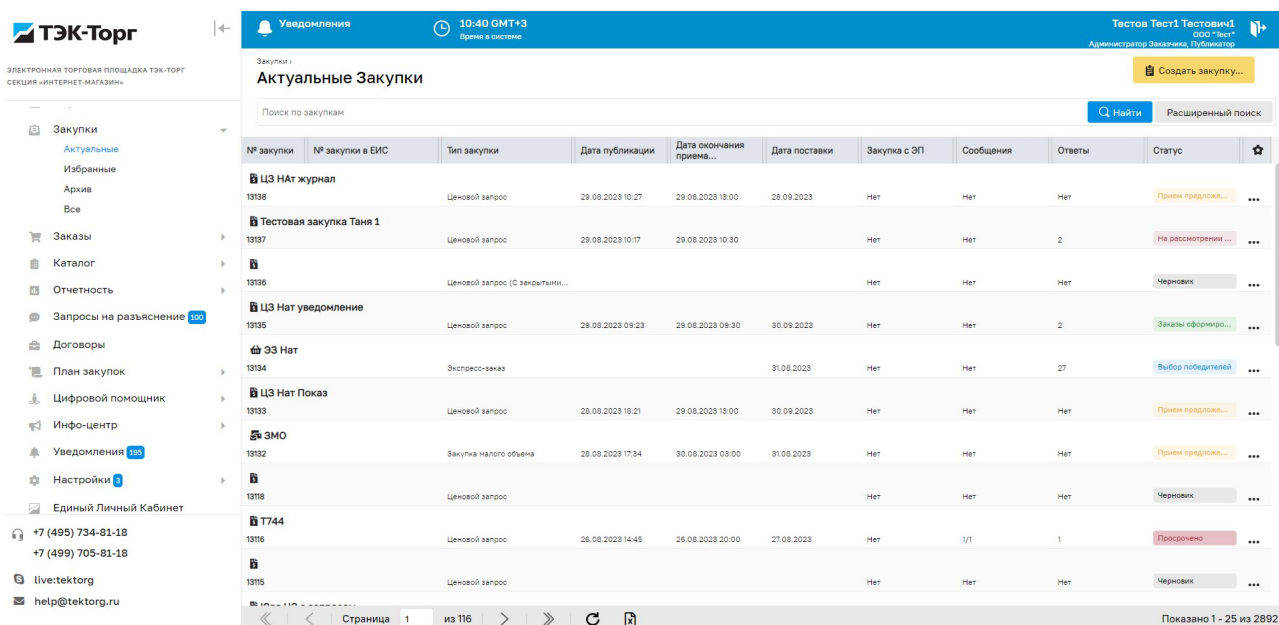 ТЭК-Торг
ЭЛЕКТРОННАЯ ТОРГОВАЯ ПЛОЩАДКА ТЭК-ТОРГ
СЕКЦИЯ «ИНТЕРНЕТ-МАГАЗИН»
Закупки
Актуальные
Избранные
Архив
Все
Заказы
Каталог
Отчетность
Запросы на разъяснение 100
Договоры
План закупок
Цифровой помощник
Инфо-центр
Уведомления 195
Настройки 3
Единый Личный Кабинет
+7 (495) 734-81-18
+7 (499) 705-81-18
live:tektorg
help@tektorg.ru
Уведомления
10:40 GMT+3
Время в системе
Тестов Тест1 Тестович1
ООО "Тест"
Администратор Заказчика, Публикатор
Закупки ›
Актуальные Закупки
Создать закупку...
Поиск по закупкам
Найти
Расширенный поиск
№ закупки № закупки в ЕИС Тип закупки Дата публикации Дата окончания приема... Дата поставки Закупка с ЭП Сообщения Ответы Статус
ЦЗ НАт журнал
13138 Ценовой запрос 29.08.2023 10:27 29.08.2023 13:00 28.09.2023 Нет Нет Нет Прием предложе... ...
Тестовая закупка Таня 1
13137 Ценовой запрос 29.08.2023 10:17 29.08.2023 10:30 Нет Нет 2 На рассмотрении ... ...
13136 Ценовой запрос (С закрытыми... Нет Нет Нет Черновик ...
ЦЗ Нат уведомление
13135 Ценовой запрос 29.08.2023 09:23 29.08.2023 09:30 30.09.2023 Нет Нет 2 Заказы сформиро... ...
ЭЗ Нат
13134 Экспресс-заказ 31.08.2023 Нет Нет 27 Выбор победителей ...
ЦЗ Нат Показ
13133 Ценовой запрос 28.08.2023 18:21 29.08.2023 13:00 30.09.2023 Нет Нет Нет Прием предложе... ...
ЗМО
13132 Закупка малого объема 28.08.2023 17:34 30.08.2023 03:00 31.08.2023 Нет Нет Нет Прием предложе... ...
13118 Ценовой запрос Нет Нет Нет Черновик ...
Т744
13116 Ценовой запрос 26.08.2023 14:45 26.08.2023 20:00 27.08.2023 Нет 1/1 1 Просрочено ...
13115 Ценовой запрос Нет Нет Нет Черновик ...
Страница 1 из 116
Показано 1 - 25 из 2892